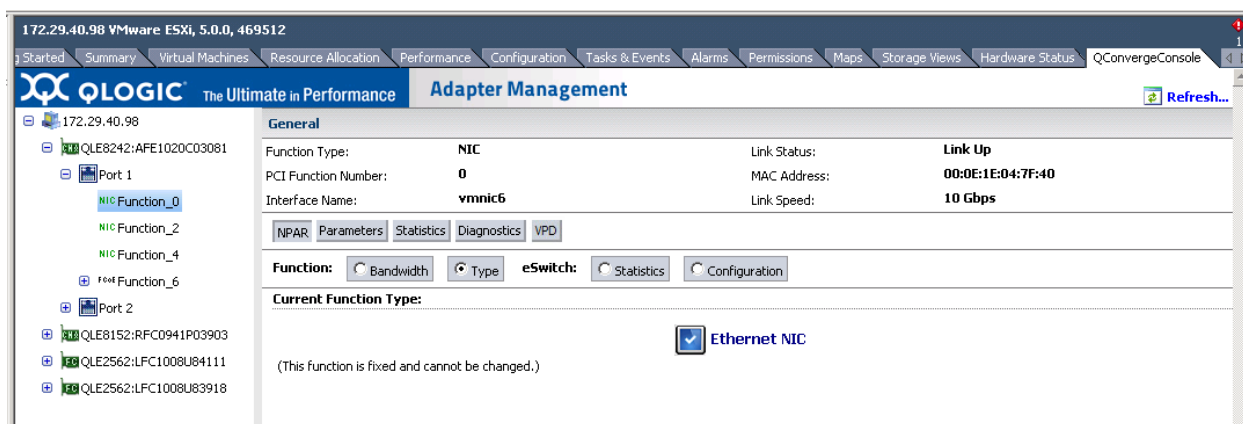 172.29.40.98 VMware ESXi, 5.0.0, 469512
g Started Summary Virtual Machines Resource Allocation Performance Configuration Tasks & Events Alarms Permissions Maps Storage Views Hardware Status QConvergeConsole
QLOGIC The Ultimate in Performance Adapter Management
Refresh...
172.29.40.98
QLE8242:AFE1020C03081
Port 1
NIC Function_0
NIC Function_2
NIC Function_4
FCoE Function_6
Port 2
QLE8152:RFC0941P03903
QLE2562:LFC1008U84111
QLE2562:LFC1008U83918
General
Function Type: NIC Link Status: Link Up
PCI Function Number: 0 MAC Address: 00:0E:1E:04:7F:40
Interface Name: vmnic6 Link Speed: 10 Gbps
NPAR Parameters Statistics Diagnostics VPD
Function: Bandwidth Type eSwitch: Statistics Configuration
Current Function Type:
Ethernet NIC
(This function is fixed and cannot be changed.)